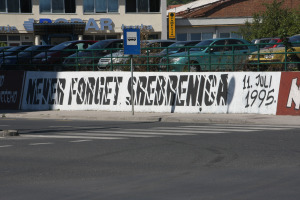 NEVER FORGET SREBRENICA
11. JULI
1995.